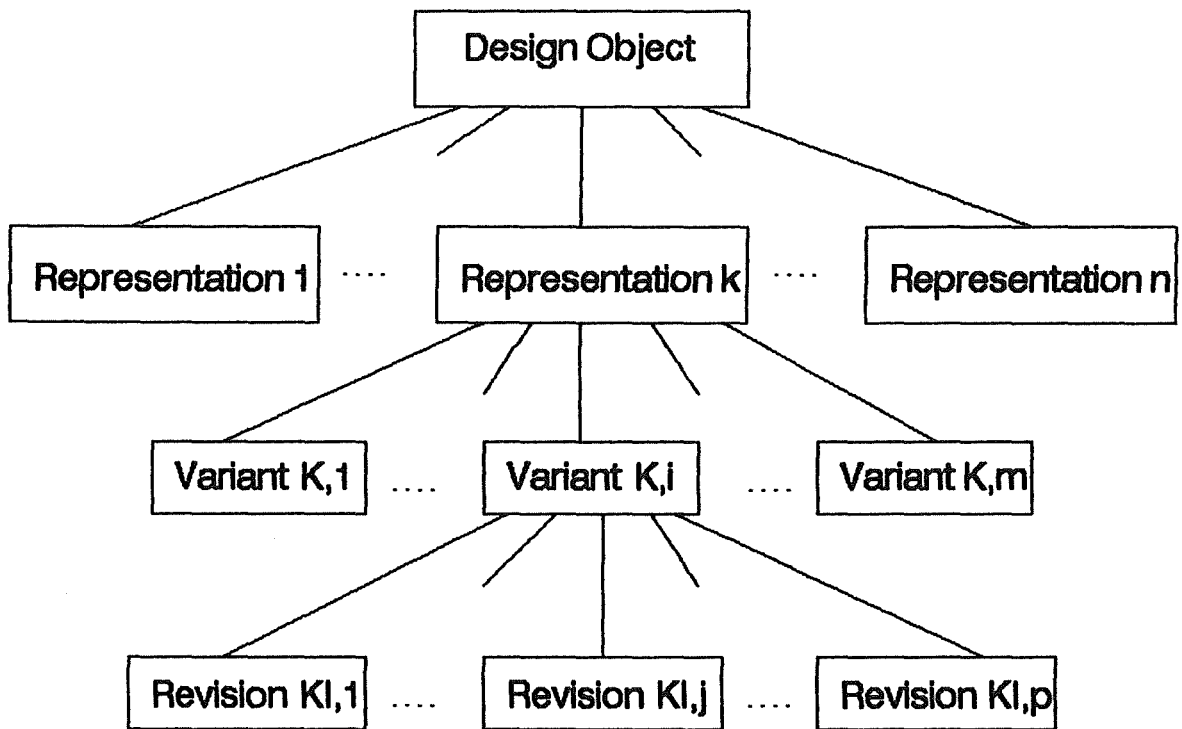 Design Object
Representation 1 .... Representation k .... Representation n
Variant K,1 .... Variant K,i .... Variant K,m
Revision KI,1 .... Revision KI,j .... Revision KI,p